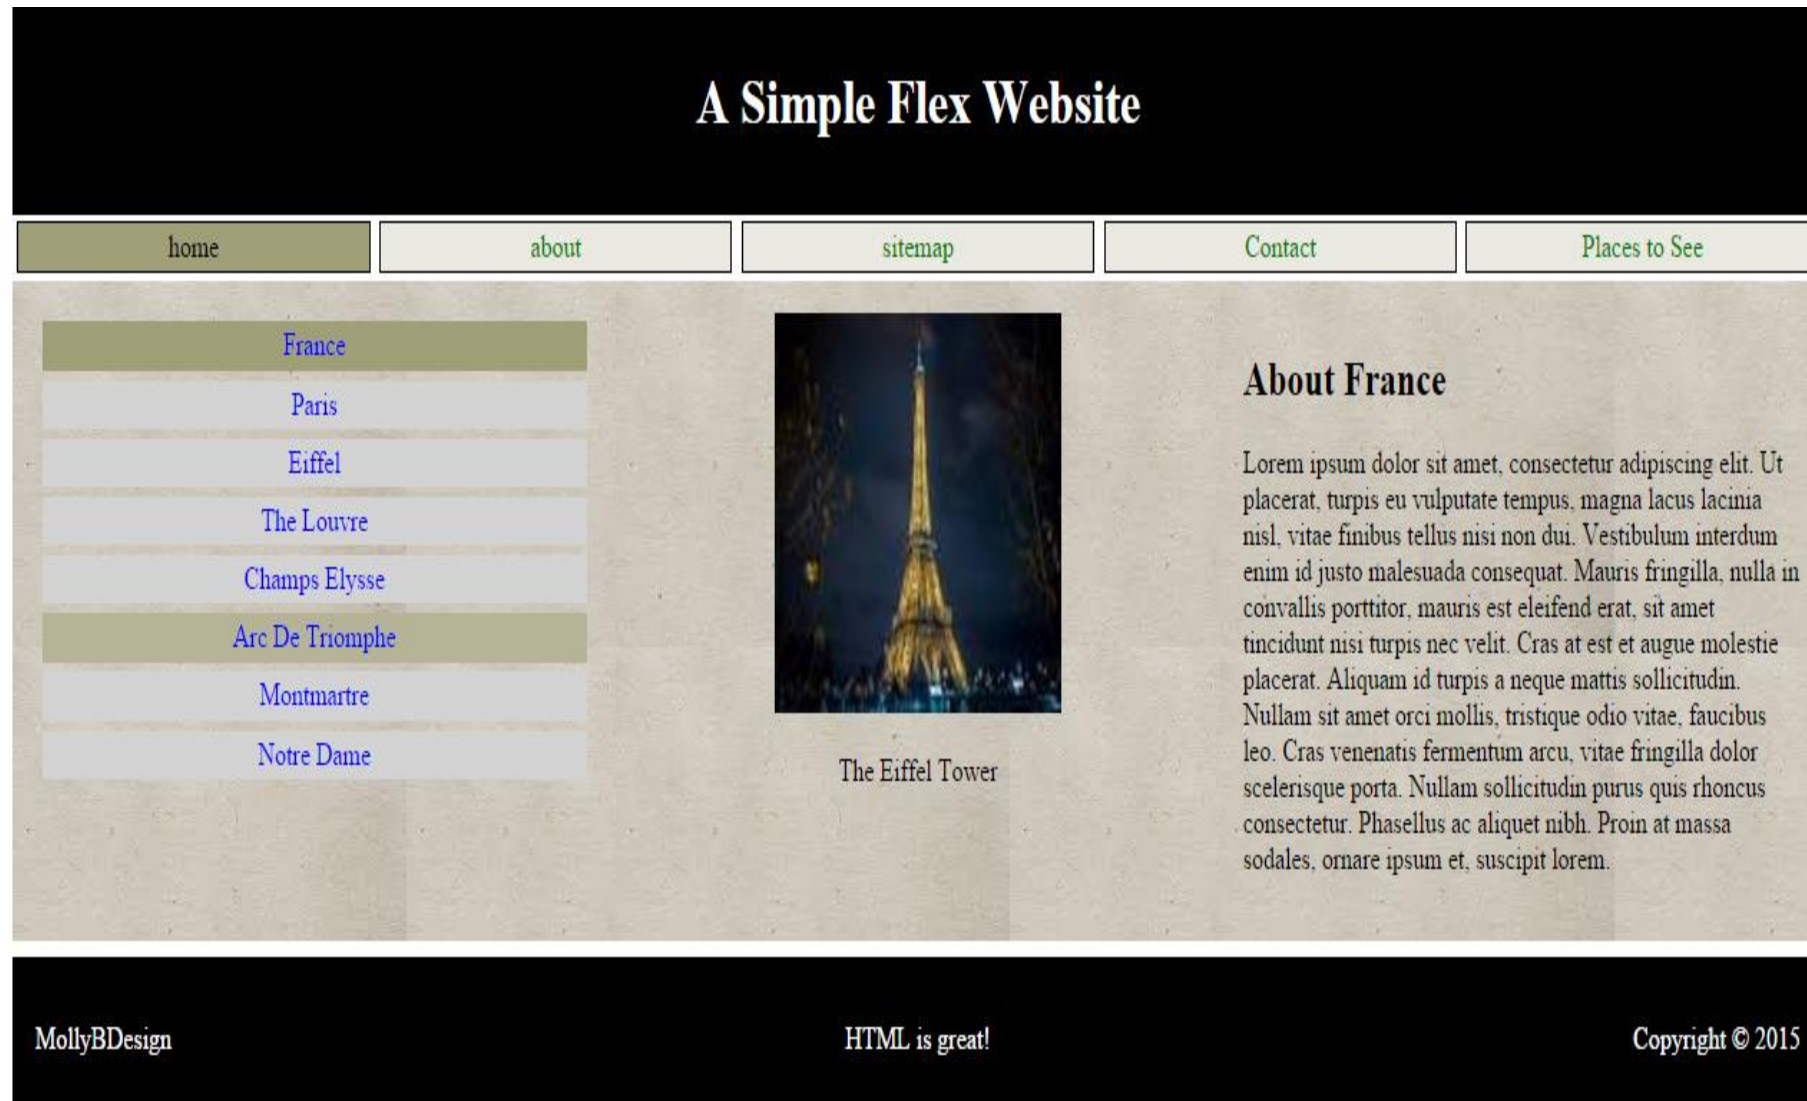 A Simple Flex Website
home
about
sitemap
Contact
Places to See
France
Paris
Eiffel
The Louvre
Champs Elysse
Arc De Triomphe
Montmartre
Notre Dame
The Eiffel Tower
About France
Lorem ipsum dolor sit amet, consectetur adipiscing elit. Ut
placerat, turpis eu vulputate tempus, magna lacus lacinia
nisl, vitae finibus tellus nisi non dui. Vestibulum interdum
enim id justo malesuada consequat. Mauris fringilla, nulla in
convallis porttitor, mauris est eleifend erat, sit amet
tincidunt nisi turpis nec velit. Cras at est et augue molestie
placerat. Aliquam id turpis a neque mattis sollicitudin.
Nullam sit amet orci mollis, tristique odio vitae, faucibus
leo. Cras venenatis fermentum arcu, vitae fringilla dolor
scelerisque porta. Nullam sollicitudin purus quis rhoncus
consectetur. Phasellus ac aliquet nibh. Proin at massa
sodales, ornare ipsum et, suscipit lorem.
MollyBDesign
HTML is great!
Copyright © 2015